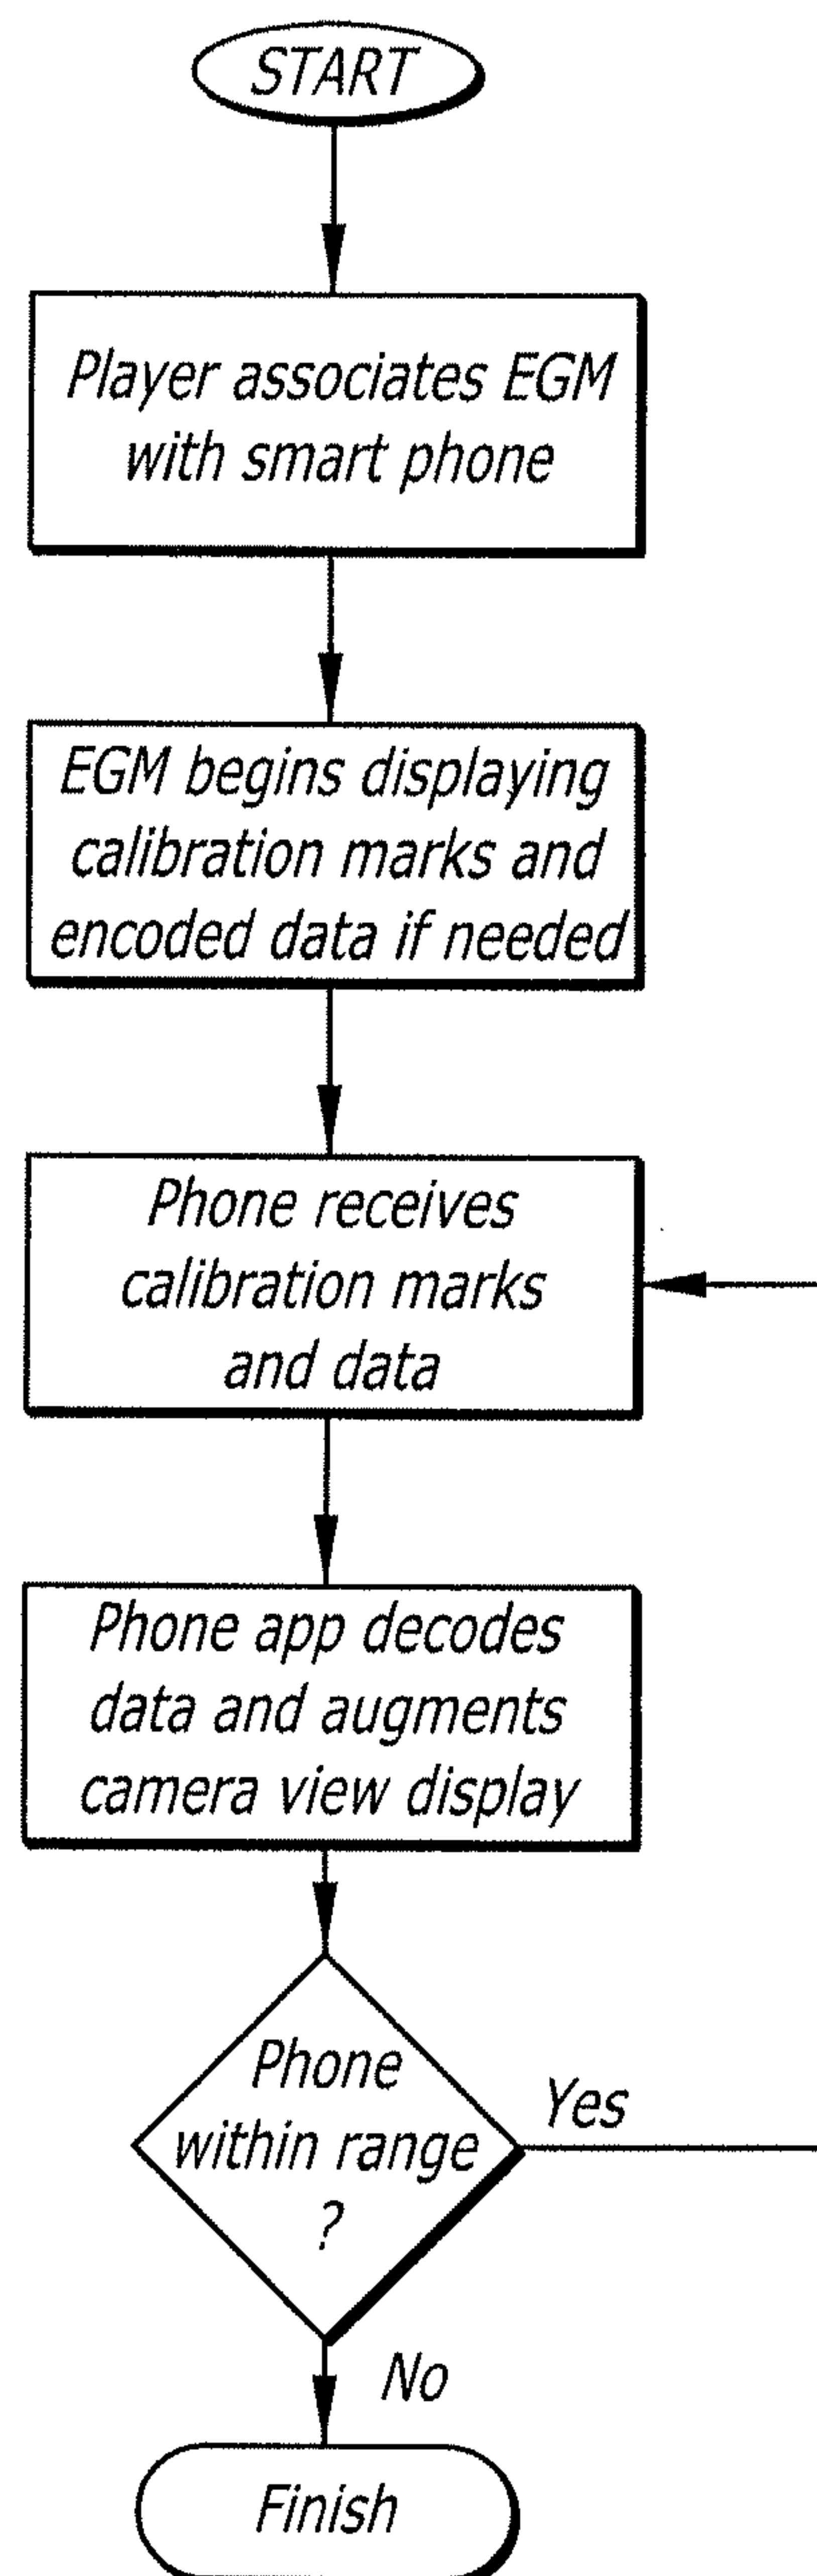 START
Player associates EGM
with smart phone
EGM begins displaying
calibration marks and
encoded data if needed
Phone receives
calibration marks
and data
Phone app decodes
data and augments
camera view display
Phone
within range
?
Yes
No
Finish